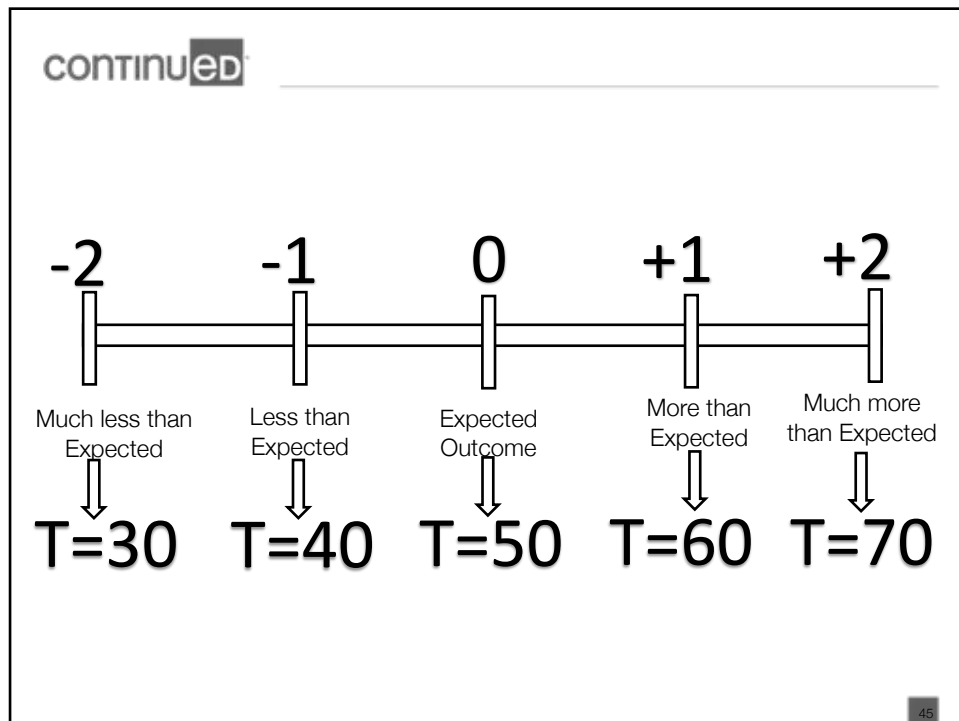 continued
-2 -1 0 +1 +2
Much less than Expected
Less than Expected
Expected Outcome
More than Expected
Much more than Expected
T=30 T=40 T=50 T=60 T=70
45